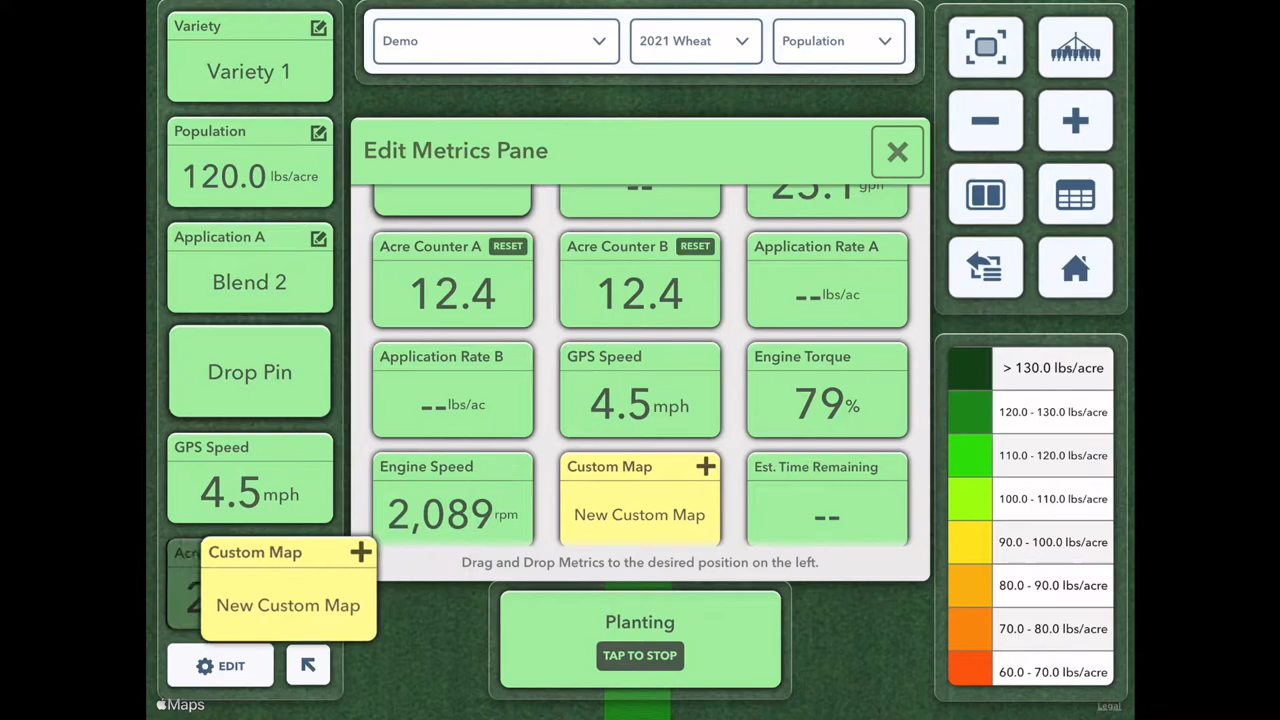 Variety
Variety 1
Population
120.0 lbs/acre
Application A
Blend 2
Drop Pin
GPS Speed
4.5 mph
Acr
2
Custom Map
New Custom Map
EDIT
Maps
Demo
2021 Wheat
Population
Edit Metrics Pane
--
25.1 gph
Acre Counter A RESET
12.4
Acre Counter B RESET
12.4
Application Rate A
--lbs/ac
Application Rate B
--lbs/ac
GPS Speed
4.5 mph
Engine Torque
79%
Engine Speed
2,089 rpm
Custom Map
New Custom Map
Est. Time Remaining
--
Drag and Drop Metrics to the desired position on the left.
Planting
TAP TO STOP
> 130.0 lbs/acre
120.0 - 130.0 lbs/acre
110.0 - 120.0 lbs/acre
100.0 - 110.0 lbs/acre
90.0 - 100.0 lbs/acre
80.0 - 90.0 lbs/acre
70.0 - 80.0 lbs/acre
60.0 - 70.0 lbs/acre
Legal